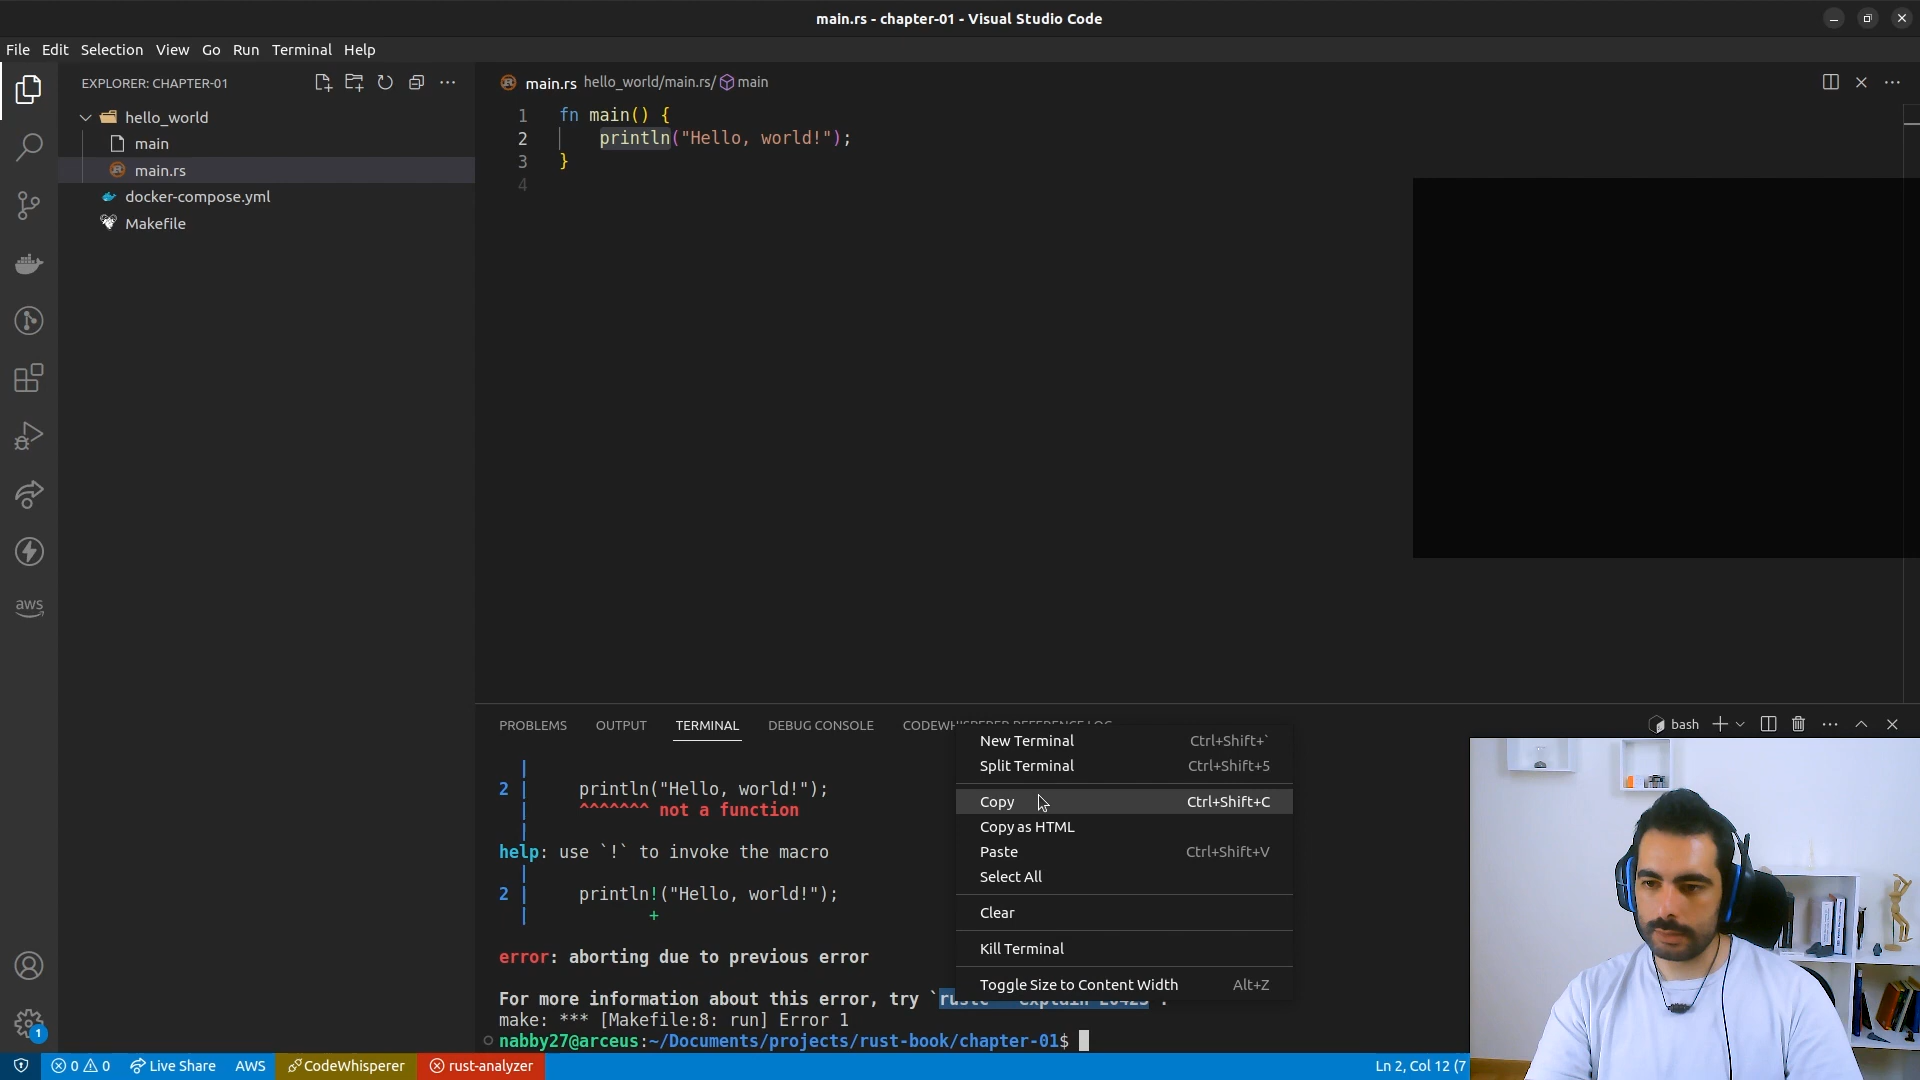 main.rs - chapter-01 - Visual Studio Code
File Edit Selection View Go Run Terminal Help
EXPLORER: CHAPTER-01
hello_world
main
main.rs
docker-compose.yml
Makefile
aws
1
main.rs hello_world/main.rs/ main
1 fn main() {
2 println("Hello, world!");
3 }
4
PROBLEMS OUTPUT TERMINAL DEBUG CONSOLE CODEWHISPERER REFERENCE LOG
bash
|
2 | println("Hello, world!");
| ^^^^^^^ not a function
|
help: use `!` to invoke the macro
|
2 | println!("Hello, world!");
| +
error: aborting due to previous error
For more information about this error, try `rustc --explain E0423`.
make: *** [Makefile:8: run] Error 1
nabby27@arceus:~/Documents/projects/rust-book/chapter-01$
New Terminal Ctrl+Shift+`
Split Terminal Ctrl+Shift+5
Copy Ctrl+Shift+C
Copy as HTML
Paste Ctrl+Shift+V
Select All
Clear
Kill Terminal
Toggle Size to Content Width Alt+Z
0 0 Live Share AWS CodeWhisperer rust-analyzer
Ln 2, Col 12 (7